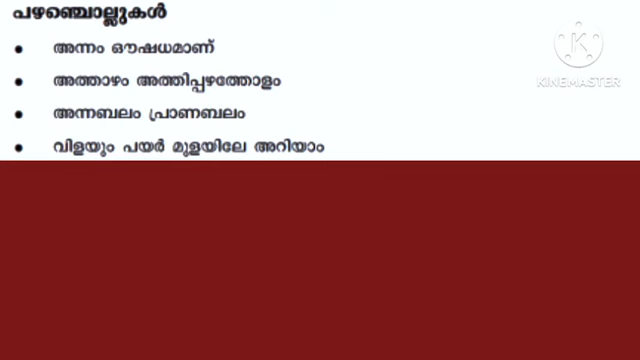 പഴഞ്ചൊല്ലുകൾ
• അന്നം ഔഷധമാണ്
• അത്താഴം അത്തിപ്പഴത്തോളം
• അന്നബലം പ്രാണബലം
• വിളയും പയർ മുളയിലേ അറിയാം
KINEMASTER